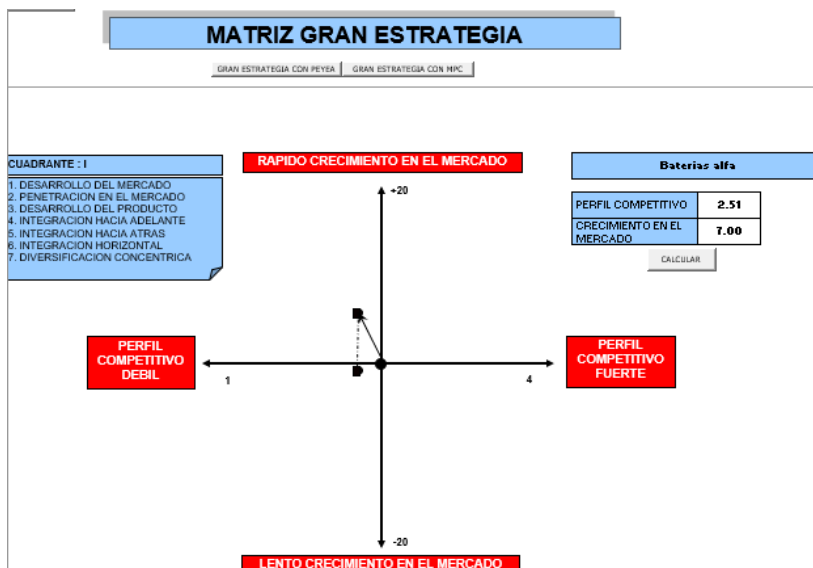 MATRIZ GRAN ESTRATEGIA
GRAN ESTRATEGIA CON PEYEA
GRAN ESTRATEGIA CON MPC
CUADRANTE : I
1. DESARROLLO DEL MERCADO
2. PENETRACION EN EL MERCADO
3. DESARROLLO DEL PRODUCTO
4. INTEGRACION HACIA ADELANTE
5. INTEGRACION HACIA ATRAS
6. INTEGRACION HORIZONTAL
7. DIVERSIFICACION CONCENTRICA
RAPIDO CRECIMIENTO EN EL MERCADO
+20
Baterias alfa
PERFIL COMPETITIVO 2.51
CRECIMIENTO EN EL
MERCADO 7.00
CALCULAR
PERFIL
COMPETITIVO
DEBIL
1
4
PERFIL
COMPETITIVO
FUERTE
-20
LENTO CRECIMIENTO EN EL MERCADO